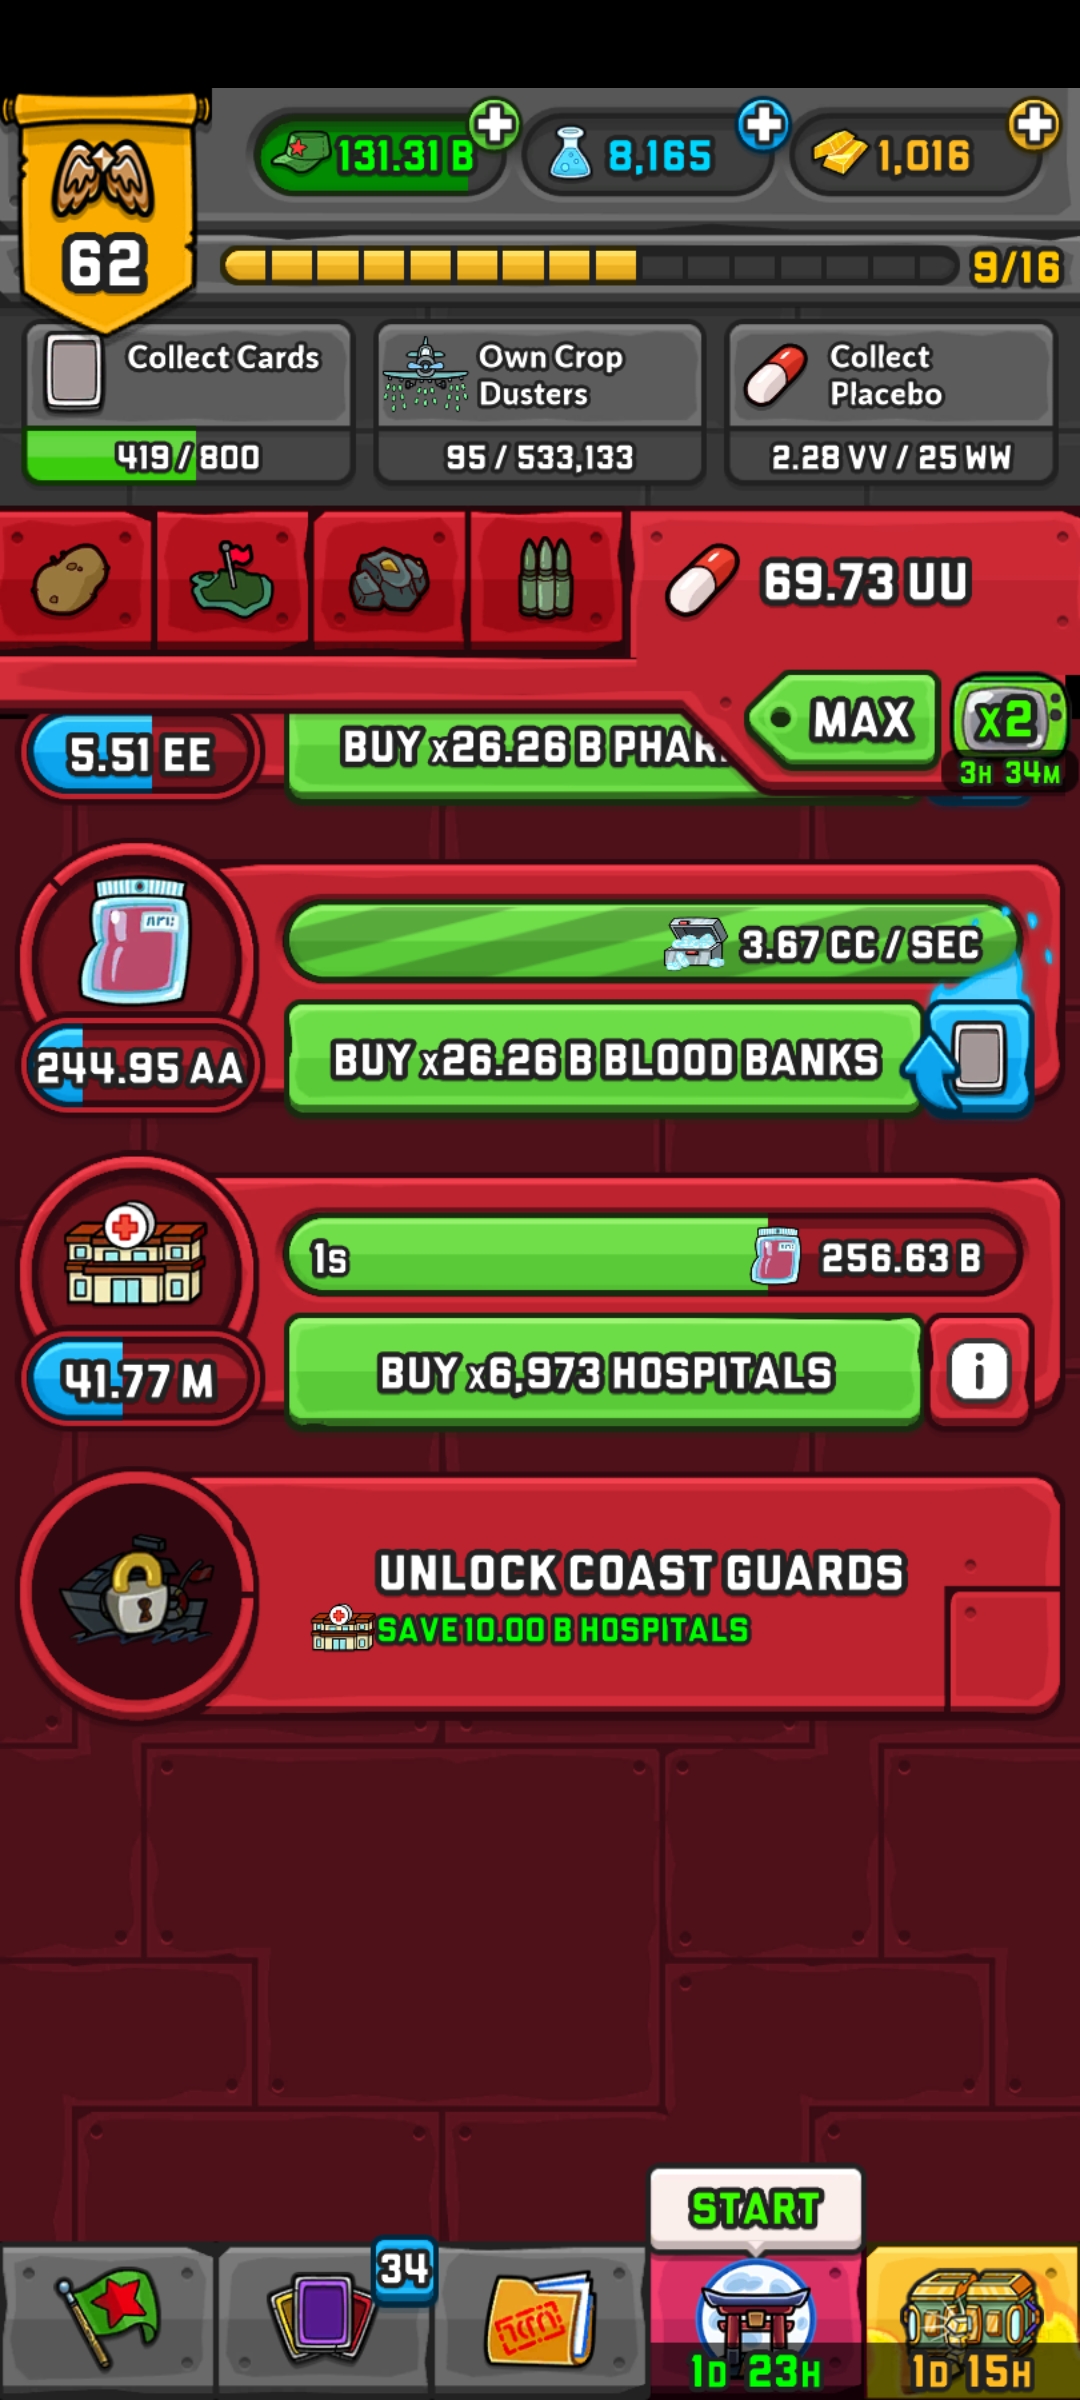 131.31 B
8,165
1,016
62
9/16
Collect Cards
419 / 800
Own Crop
Dusters
95 / 533,133
Collect
Placebo
2.28 VV / 25 WW
69.73 UU
MAX
x2
3H 34M
5.51 EE
BUY x26.26 B PHAR
3.67 CC / SEC
244.95 AA
BUY x26.26 B BLOOD BANKS
1s
256.63 B
41.77 M
BUY x6,973 HOSPITALS
i
UNLOCK COAST GUARDS
SAVE 10.00 B HOSPITALS
START
34
1D 23H
1D 15H